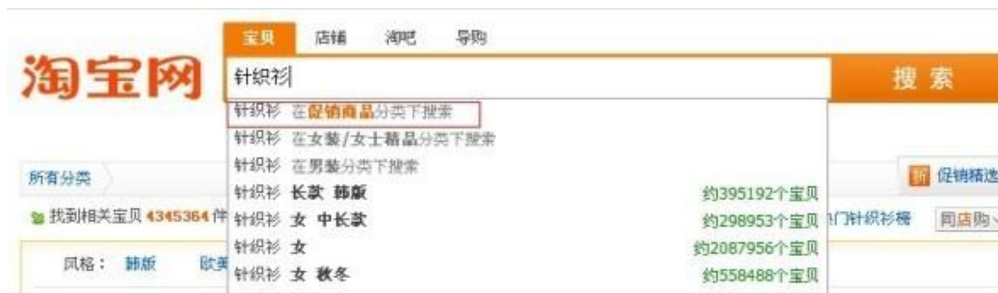 宝贝 店铺 淘吧 导购
淘宝网
针织衫
搜索
针织衫 在促销商品分类下搜索
针织衫 在女装/女士精品分类下搜索
针织衫 在男装分类下搜索
所有分类
折 促销精选
针织衫 长款 韩版 约395192个宝贝
找到相关宝贝 4345364 件
针织衫 女 中长款 约298953个宝贝
门针织衫榜
同店购
针织衫 女 约2087956个宝贝
风格： 韩版 欧美
针织衫 女 秋冬 约558488个宝贝